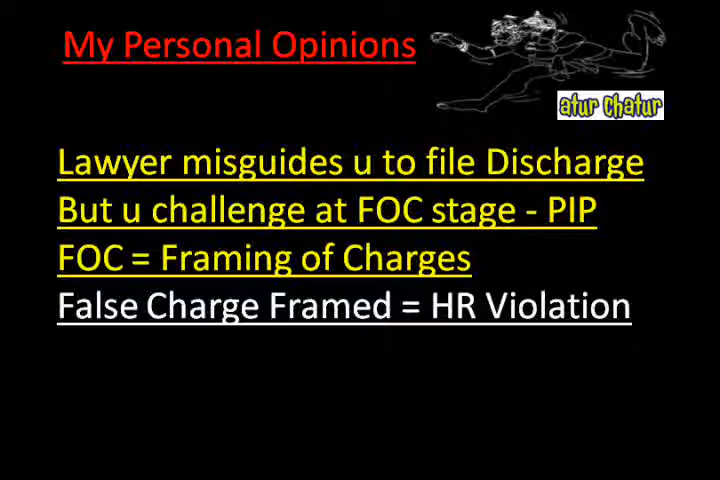 My Personal Opinions
atur chatur
Lawyer misguides u to file Discharge
But u challenge at FOC stage - PIP
FOC = Framing of Charges
False Charge Framed = HR Violation